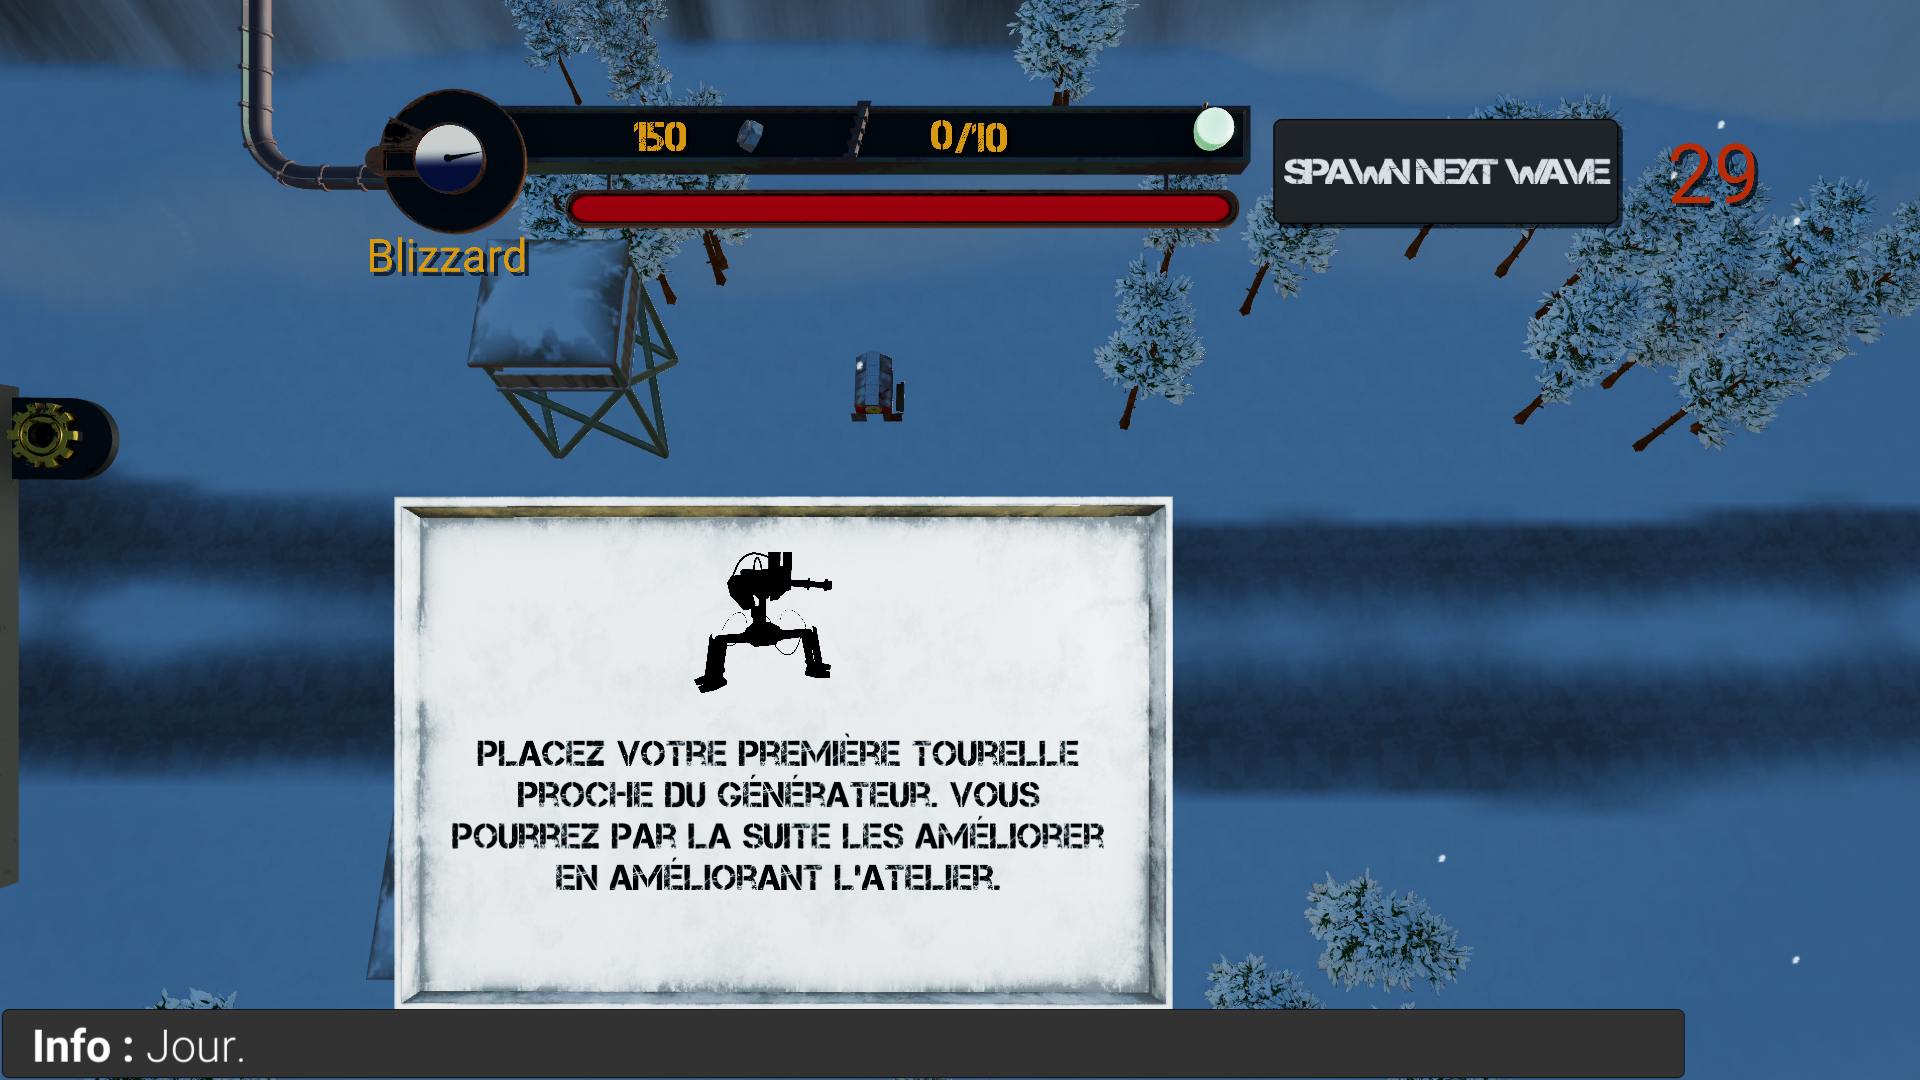 150
0/10
SPAWN NEXT WAVE
29
Blizzard
PLACEZ VOTRE PREMIÈRE TOURELLE
PROCHE DU GÉNÉRATEUR. VOUS
POURREZ PAR LA SUITE LES AMÉLIORER
EN AMÉLIORANT L'ATELIER.
Info : Jour.